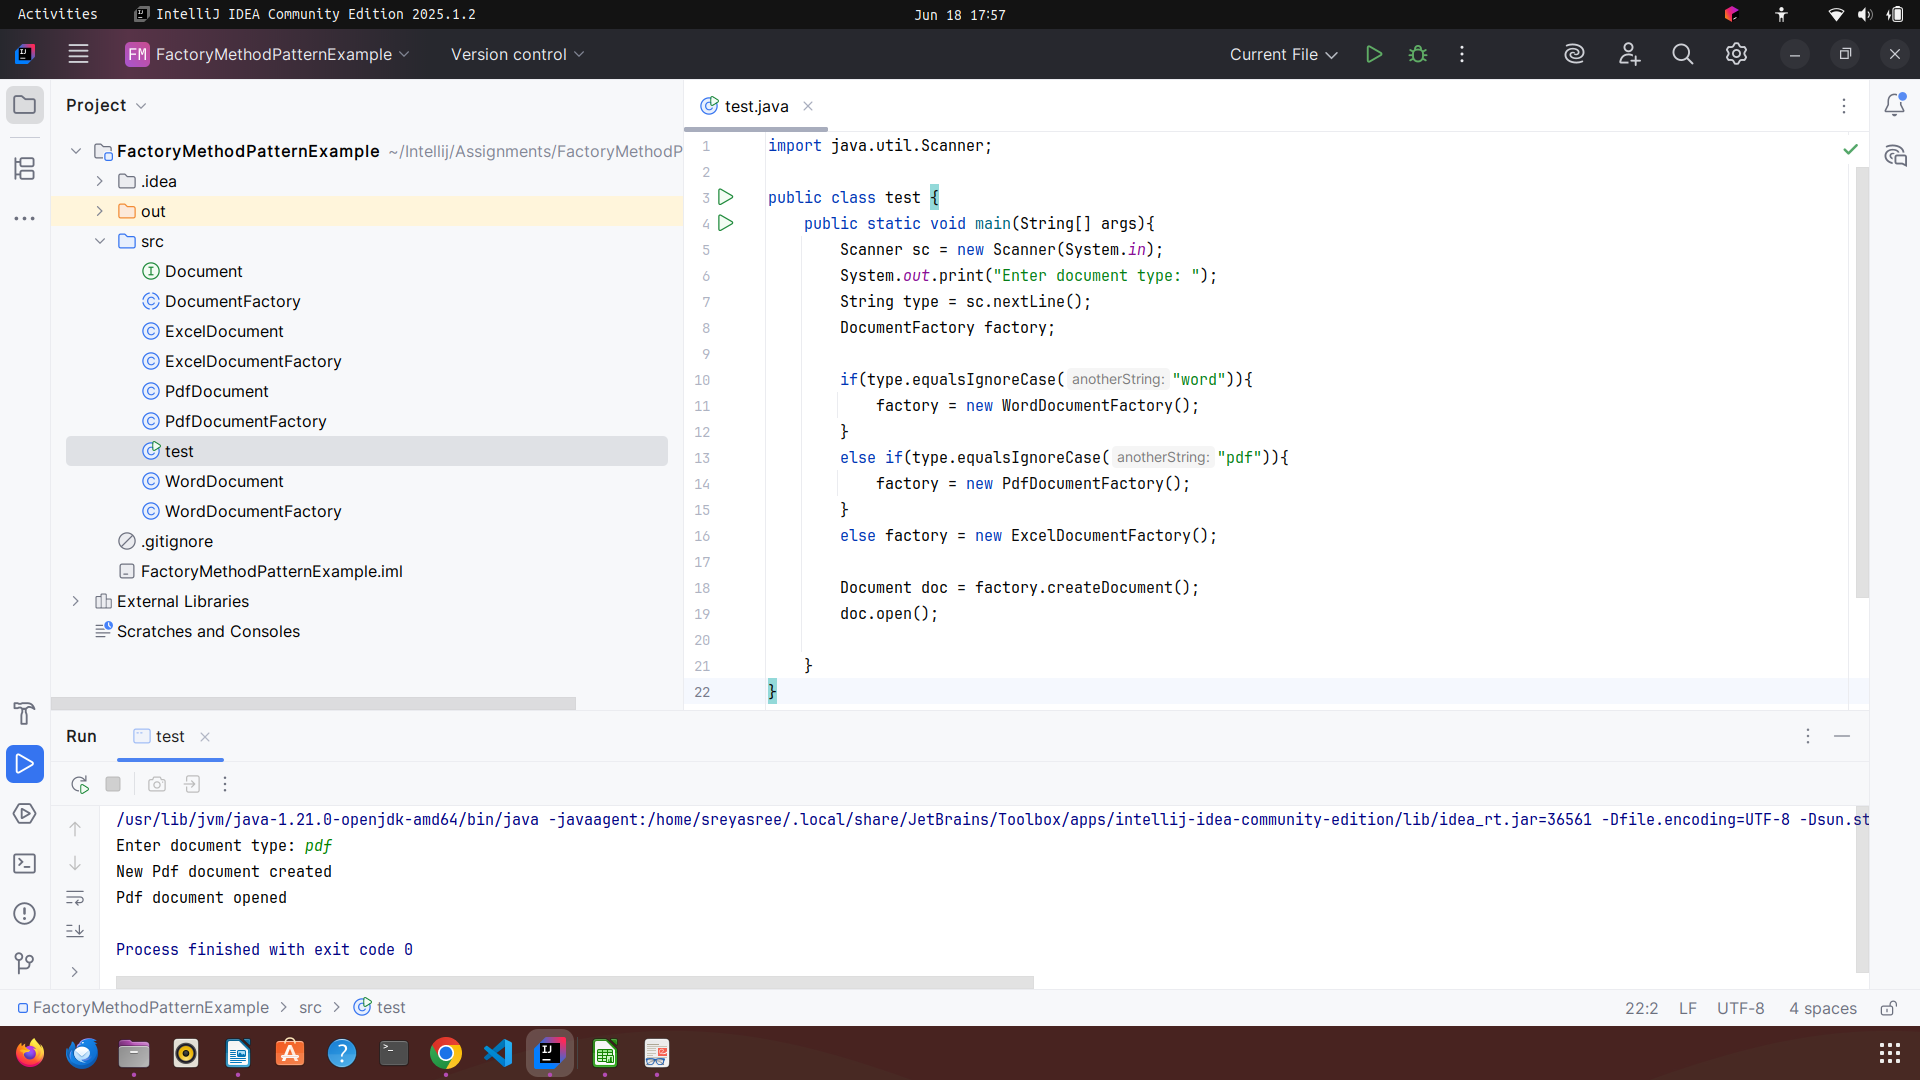 Activities
IntelliJ IDEA Community Edition 2025.1.2
Jun 18 17:57
FM FactoryMethodPatternExample
Version control
Current File
Project
FactoryMethodPatternExample ~/Intellij/Assignments/FactoryMethodP
.idea
out
src
Document
DocumentFactory
ExcelDocument
ExcelDocumentFactory
PdfDocument
PdfDocumentFactory
test
WordDocument
WordDocumentFactory
.gitignore
FactoryMethodPatternExample.iml
External Libraries
Scratches and Consoles
test.java
1 import java.util.Scanner;
2
3 public class test {
4 public static void main(String[] args){
5 Scanner sc = new Scanner(System.in);
6 System.out.print("Enter document type: ");
7 String type = sc.nextLine();
8 DocumentFactory factory;
9
10 if(type.equalsIgnoreCase( anotherString: "word")){
11 factory = new WordDocumentFactory();
12 }
13 else if(type.equalsIgnoreCase( anotherString: "pdf")){
14 factory = new PdfDocumentFactory();
15 }
16 else factory = new ExcelDocumentFactory();
17
18 Document doc = factory.createDocument();
19 doc.open();
20
21 }
22 }
Run
test
/usr/lib/jvm/java-1.21.0-openjdk-amd64/bin/java -javaagent:/home/sreyasree/.local/share/JetBrains/Toolbox/apps/intellij-idea-community-edition/lib/idea_rt.jar=36561 -Dfile.encoding=UTF-8 -Dsun.st
Enter document type: pdf
New Pdf document created
Pdf document opened
Process finished with exit code 0
FactoryMethodPatternExample > src > test
22:2 LF UTF-8 4 spaces